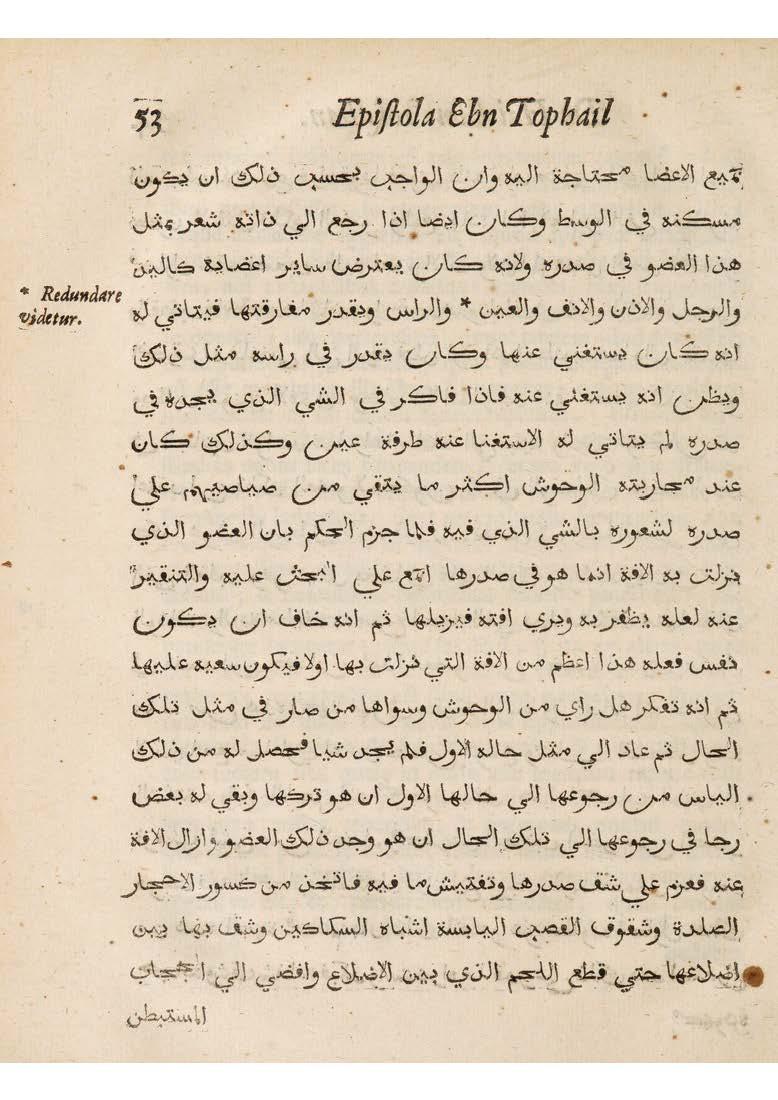 53 Epistola Ebn Tophail
جميع الاعضا محتاجة اليه وان الواجب بحسب ذلك ان يكون
مسكنه في الوسط وكان ايضا اذا رجع الي ذاته شعر بمثل
هذا العضو في صدره ولانه كان يعترض ساير اعضايه كاليد
* Redundare
والرجل والاذن والانف والعين * والراس ويقدر مفارقتها فيتاتي له
videtur.
انه كان يستغني عنها وكان يقدر في راسه مثل ذلك
ويظن انه يستغني عنه فاذا فاكر في الشي الذي يجده في
صدره لم يتاتي له الاستغنا عنه طرفة عين وكذلك كان
عند محاربته الوحوش اكثر ما يتقي من صياصيهم علي
صدره لشعوره بالشي الذي فيه فلما جزم الحكم بان العضو الذي
نزلت به الافة انما هو في صدرها اجمع علي البحث عليه والتنقير
عنه لعله يظفر به ويري افته فيزيلها ثم انه خاف ان يكون
نفس فعله هذا اعظم من الافة التي نزلت بها اولا فيكون سعيه عليها
ثم انه تفكر هل راي من الوحوش وسواها من صار في مثل تلك
الحال ثم عاد الي مثل حاله الاول فلم يجد شيا فحصل له من ذلك
الياس من رجوعها الي حالها الاول ان هو تركها وبقي له بعض
رجا في رجوعها الي تلك الحال ان هو وجد ذلك العضو وازال الافة
عنه فعزم علي شق صدرها وتفتيش ما فيه فاتخذ من كسور الاحجار
الصلدة وشقوق القصب اليابسة اشباه السكاكين وشق بها بين
اضلاعها حتي قطع اللحم الذي بين الاضلاع وافضي الي الحجاب
المستبطن